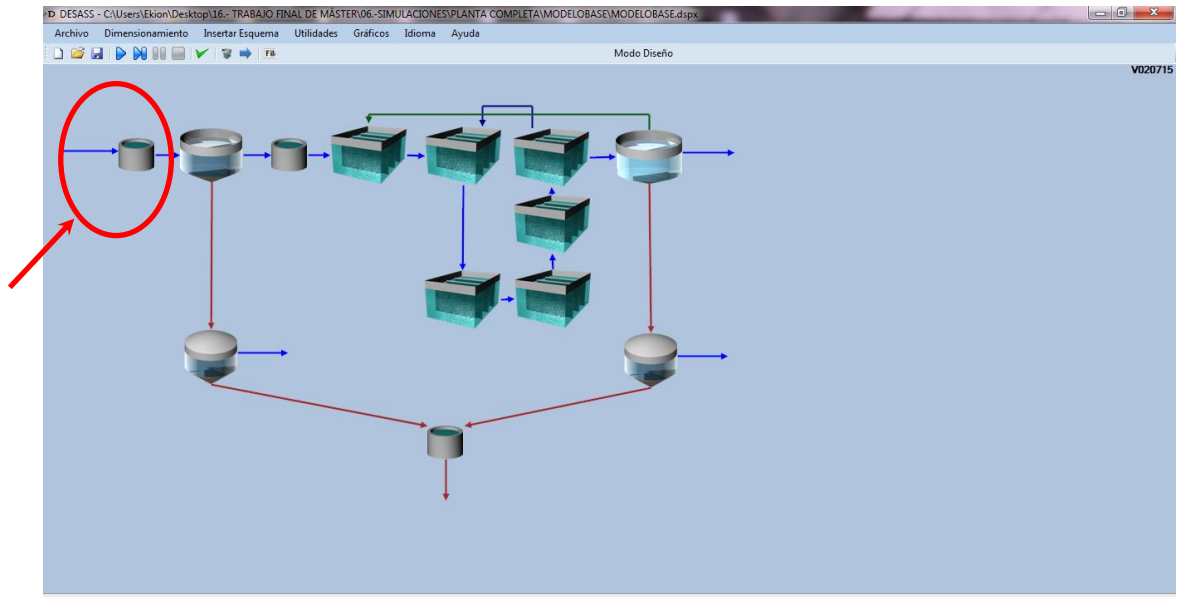 DESASS - C:\Users\Ekion\Desktop\16.- TRABAJO FINAL DE MÁSTER\06.-SIMULACIONES\PLANTA COMPLETA\MODELOBASE\MODELOBASE.dspx
Archivo Dimensionamiento Insertar Esquema Utilidades Gráficos Idioma Ayuda
Modo Diseño
V020715